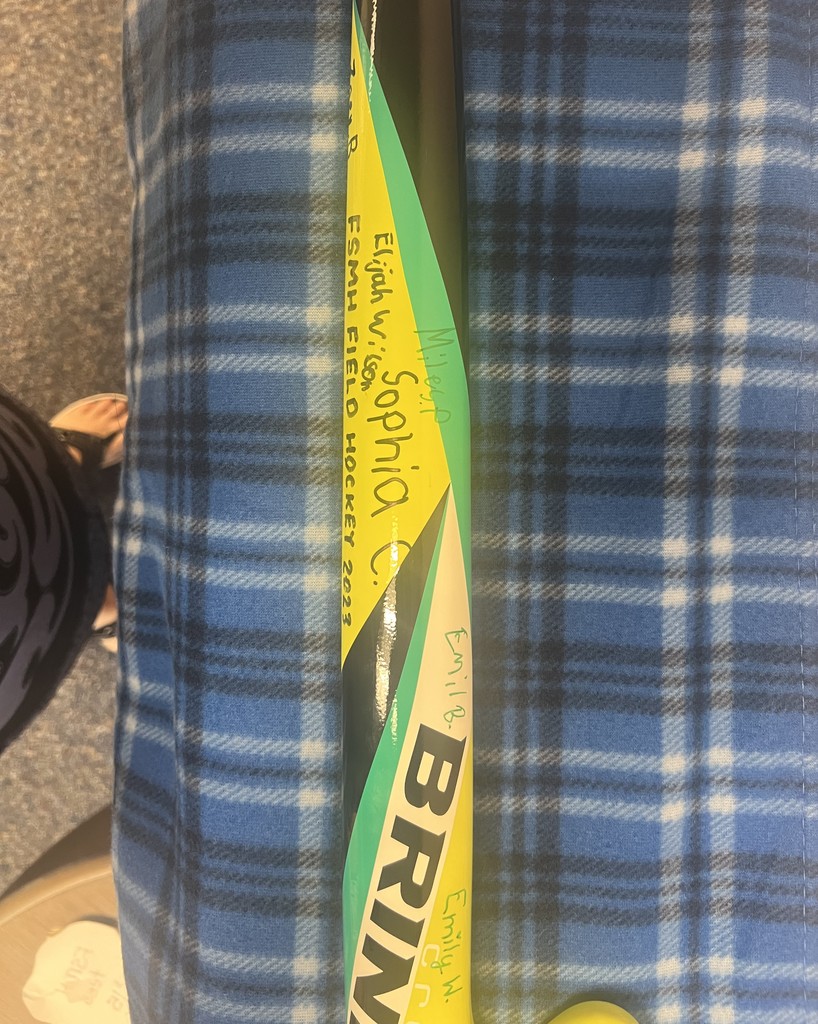 Elijah Wilson
FSMH FIELD HOCKEY 2023
Miles.P
Sophia C.
Emil B.
BRIN
Emily W.